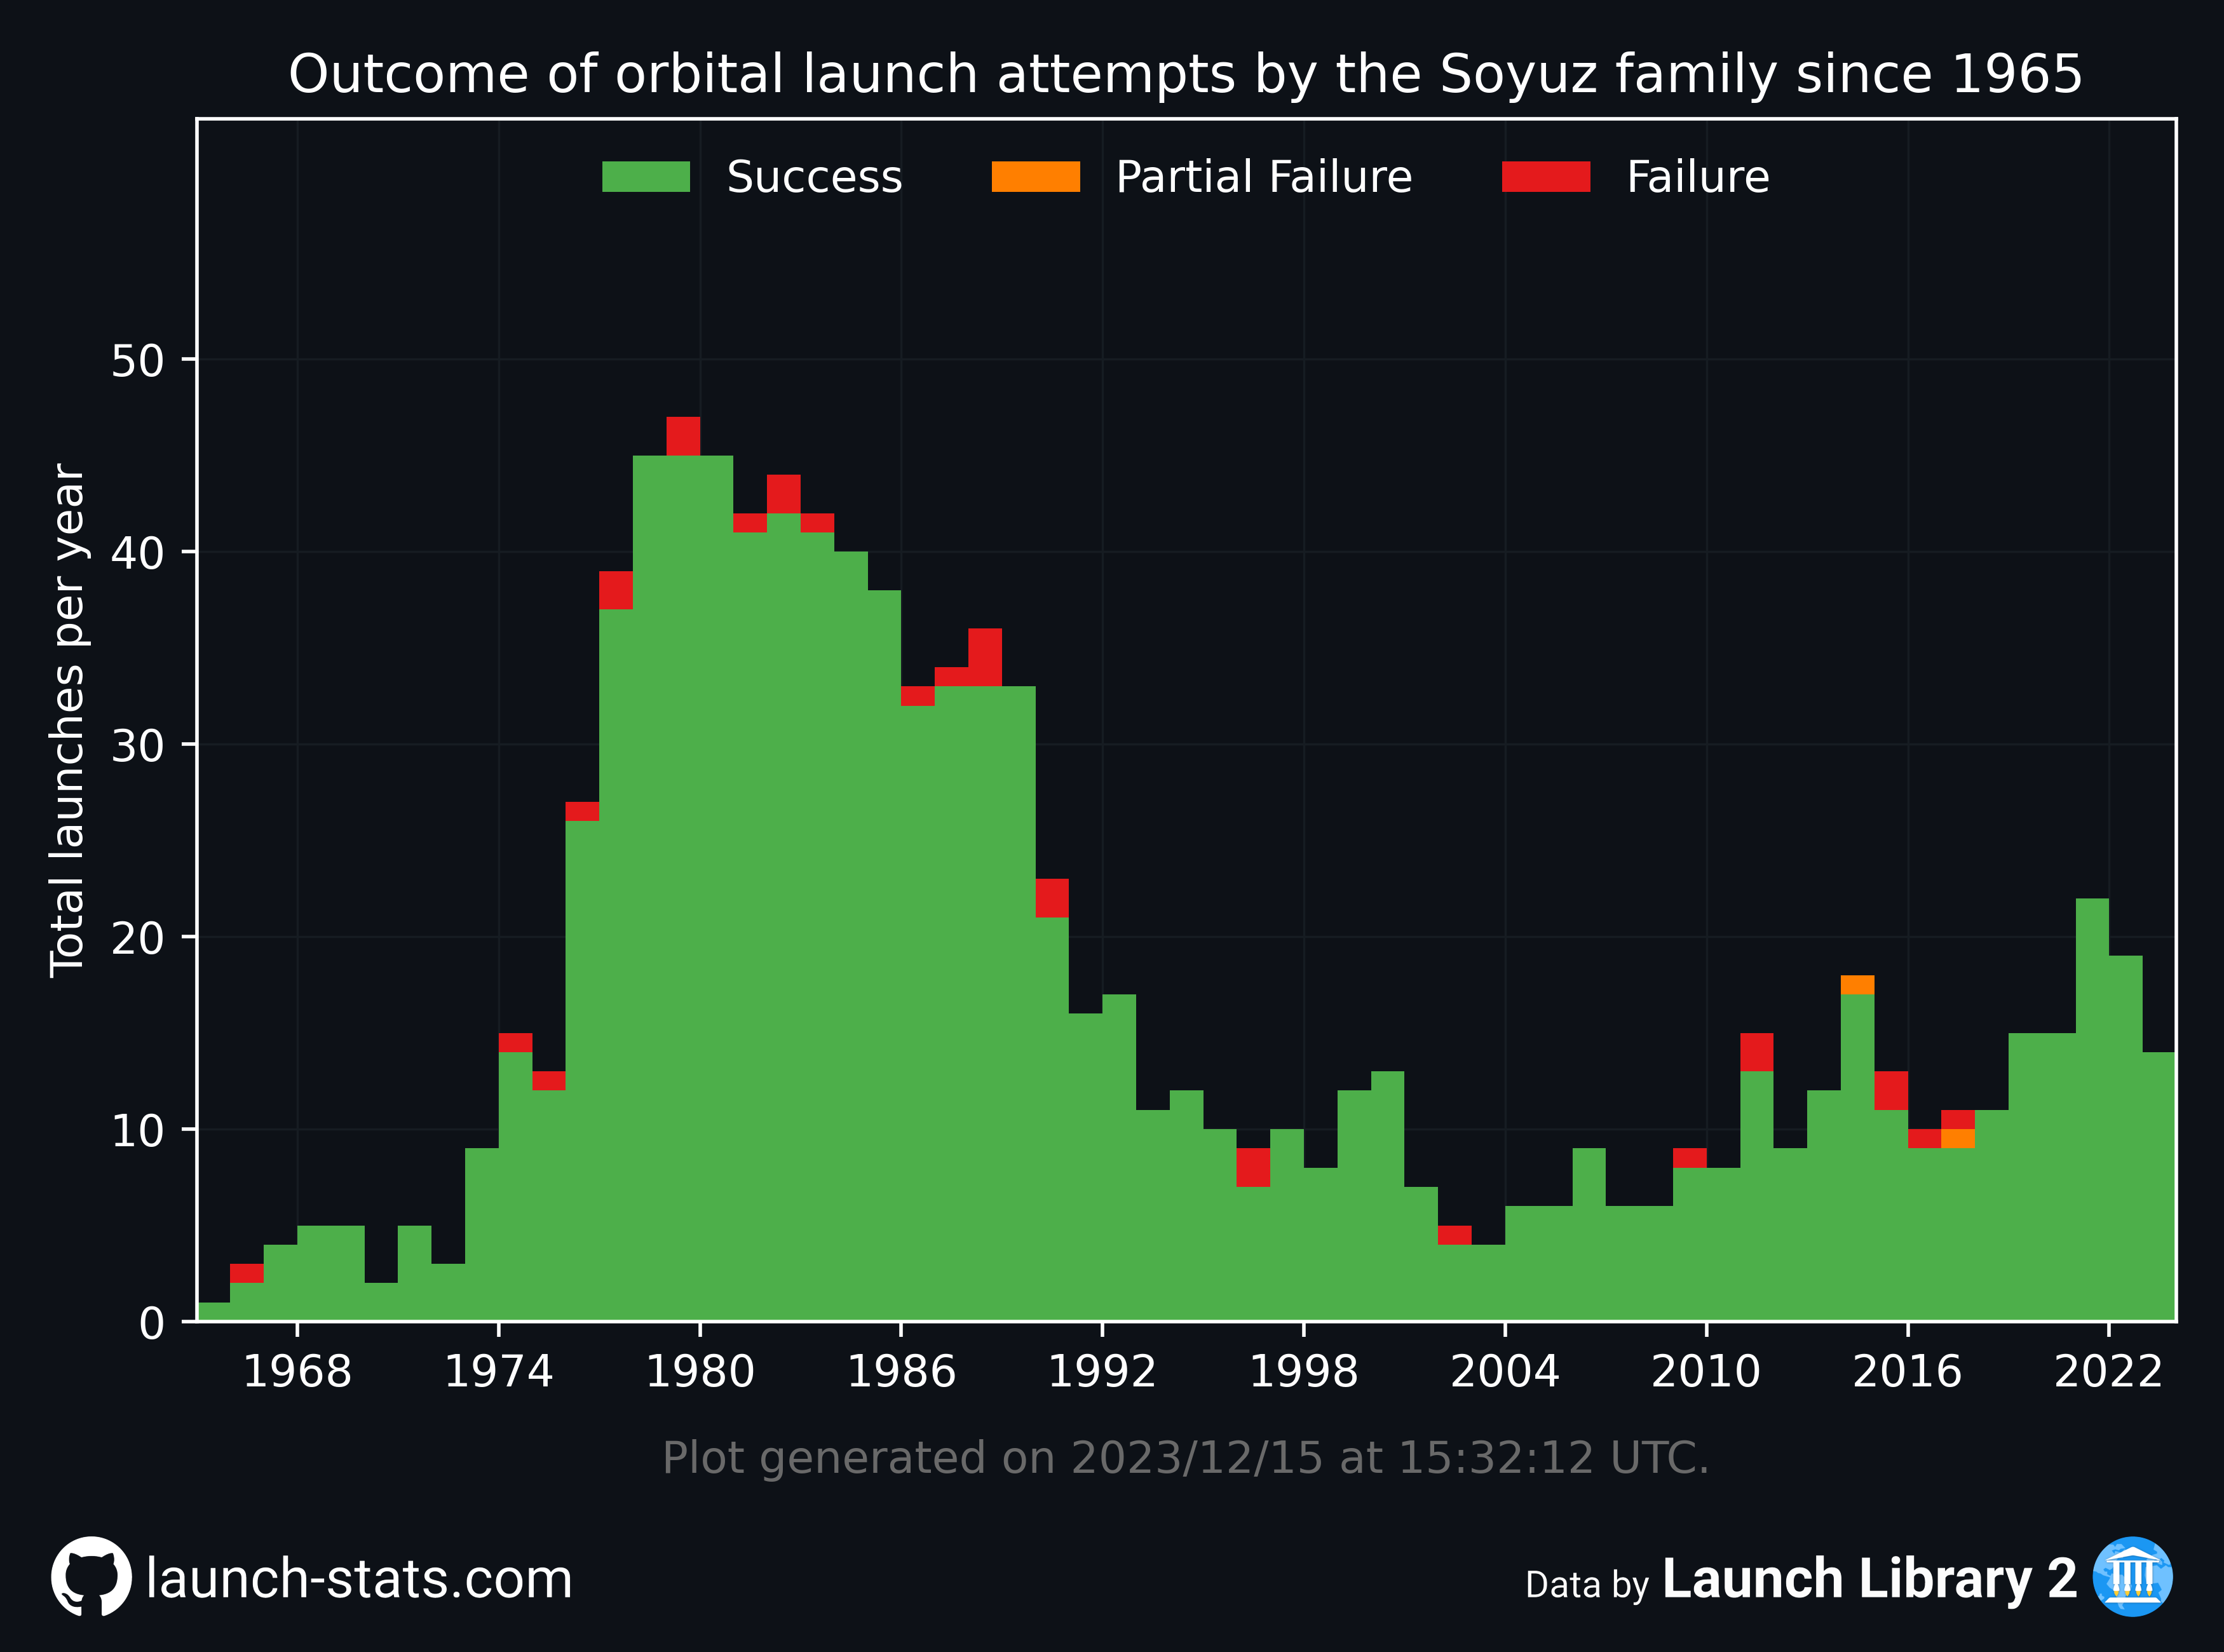 Outcome of orbital launch attempts by the Soyuz family since 1965
Success Partial Failure Failure
Total launches per year
50
40
30
20
10
0
1968 1974 1980 1986 1992 1998 2004 2010 2016 2022
Plot generated on 2023/12/15 at 15:32:12 UTC.
launch-stats.com
Data by Launch Library 2